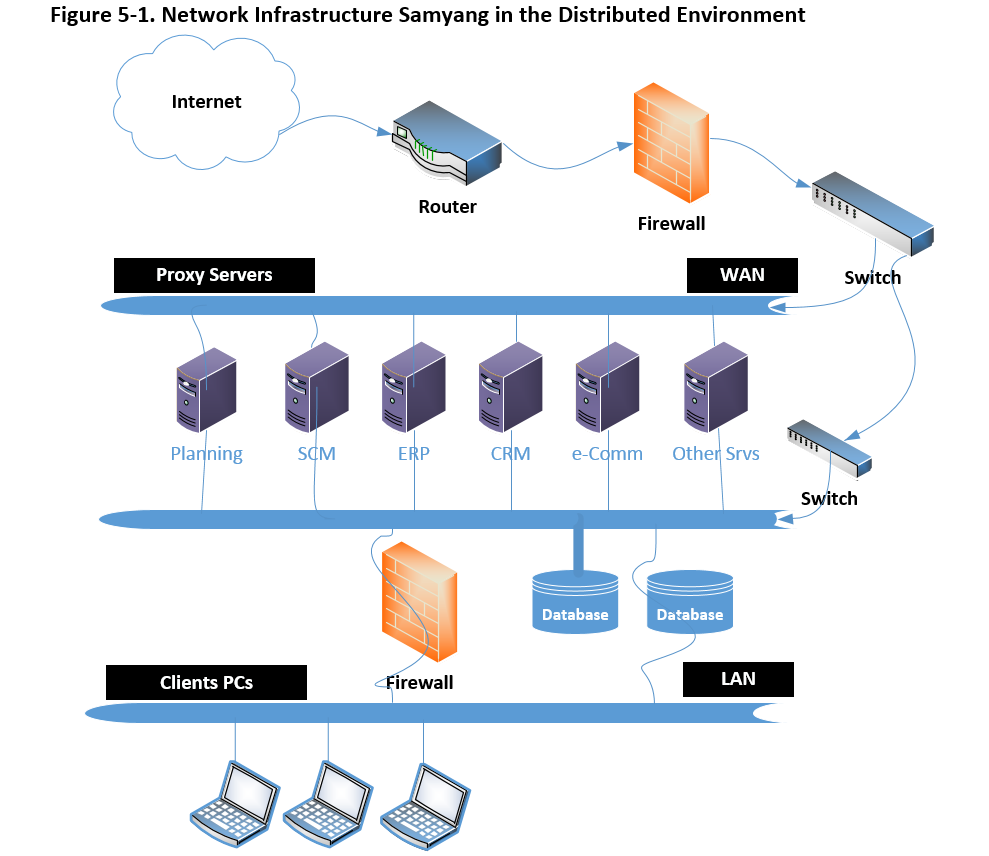 Figure 5-1. Network Infrastructure Samyang in the Distributed Environment
Internet
Router
Firewall
Switch
Proxy Servers
WAN
Planning
SCM
ERP
CRM
e-Comm
Other Srvs
Switch
Database
Database
Firewall
Clients PCs
LAN